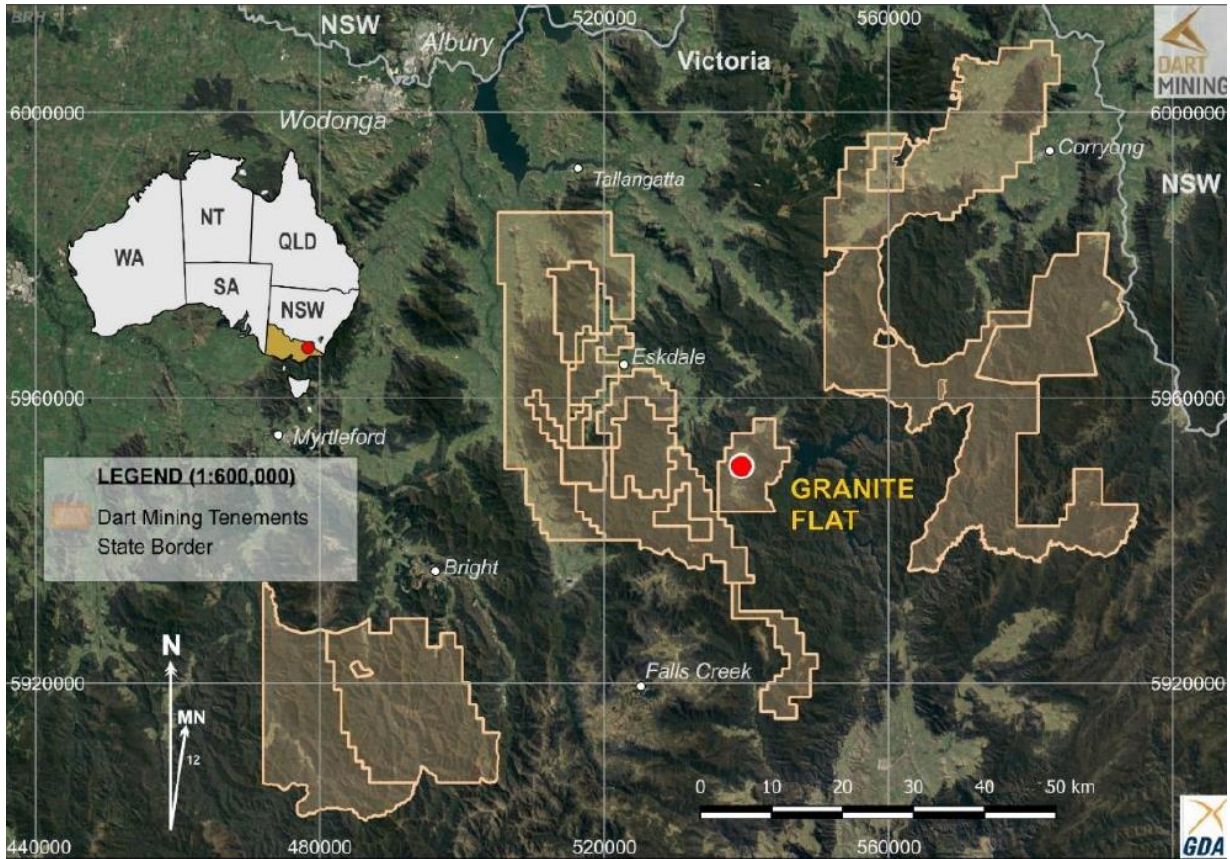 BRH
NSW
520000
560000
Albury
Victoria
DART
MINING
6000000
6000000
Wodonga
Corryong
Tallangatta
NSW
NT
QLD
WA
SA
NSW
Eskdale
5960000
5960000
Myrtleford
LEGEND (1:600,000)
Dart Mining Tenements
State Border
GRANITE
FLAT
Bright
N
Falls Creek
5920000
5920000
MN
12
0 10 20 30 40 50 km
440000
480000
520000
560000
GDA